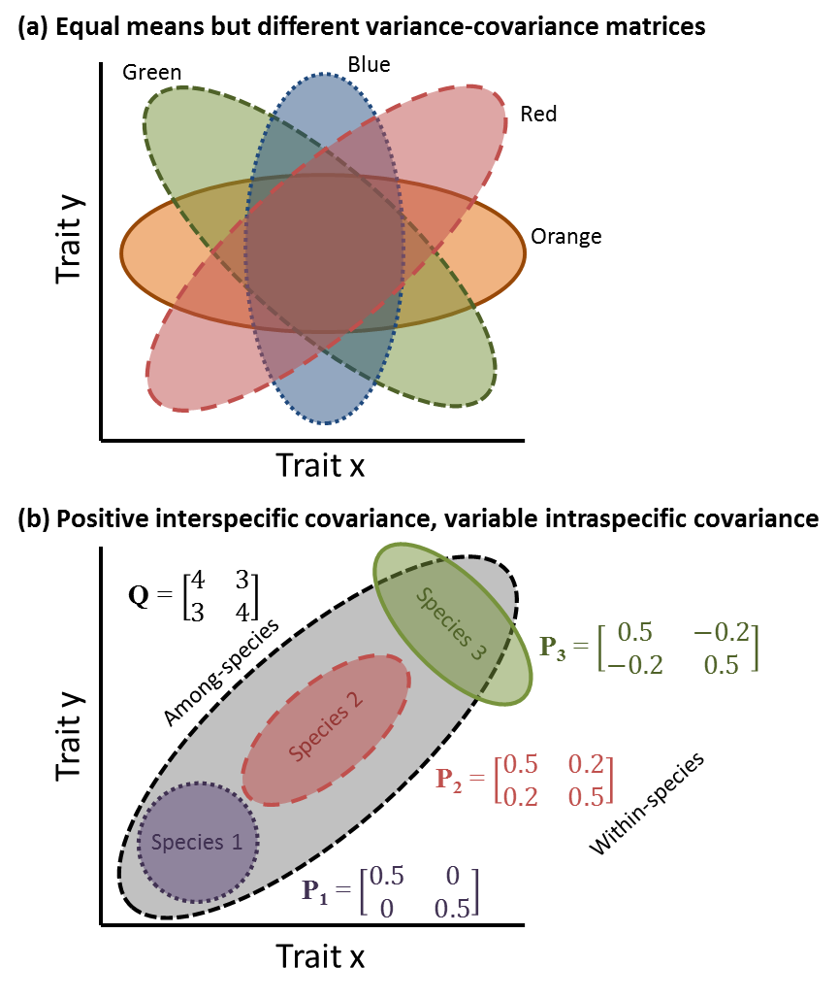 (a) Equal means but different variance-covariance matrices
Green
Blue
Red
Orange
Trait y
Trait x
(b) Positive interspecific covariance, variable intraspecific covariance
Q = [4 3
3 4]
Among-species
Species 3
P₃ = [0.5 −0.2
−0.2 0.5]
Species 2
P₂ = [0.5 0.2
0.2 0.5]
Within-species
Species 1
P₁ = [0.5 0
0 0.5]
Trait y
Trait x